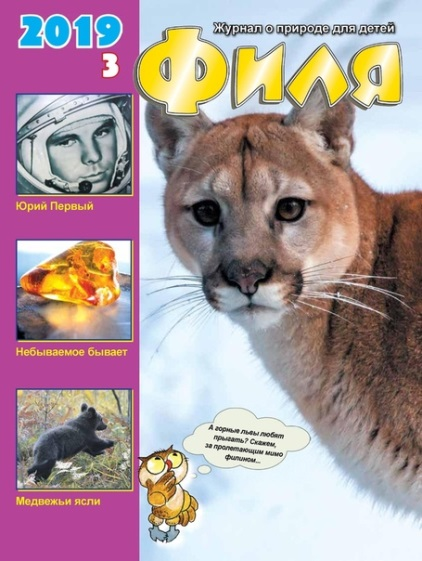 2019
3
Журнал о природе для детей
Филя
Юрий Первый
Небываемое бывает
Медвежьи ясли
А горные львы любят
прыгать? Скажем,
за пролетающим мимо
филином...